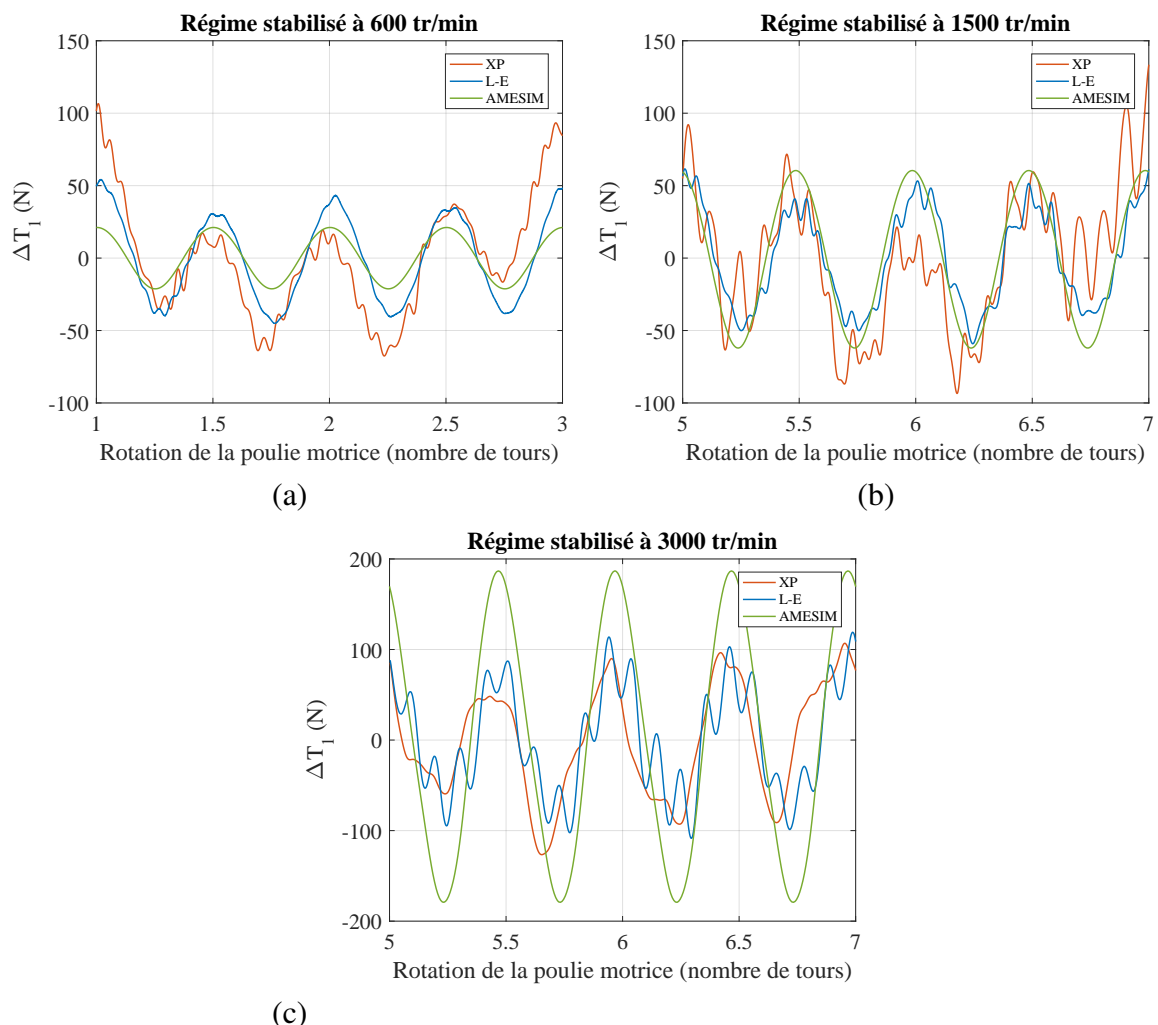 Régime stabilisé à 600 tr/min
150
100
50
0
-50
-100
ΔT_1 (N)
1
1.5
2
2.5
3
Rotation de la poulie motrice (nombre de tours)
XP
L-E
AMESIM
(a)
Régime stabilisé à 1500 tr/min
150
100
50
0
-50
-100
ΔT_1 (N)
5
5.5
6
6.5
7
Rotation de la poulie motrice (nombre de tours)
XP
L-E
AMESIM
(b)
Régime stabilisé à 3000 tr/min
200
100
0
-100
-200
ΔT_1 (N)
5
5.5
6
6.5
7
Rotation de la poulie motrice (nombre de tours)
XP
L-E
AMESIM
(c)